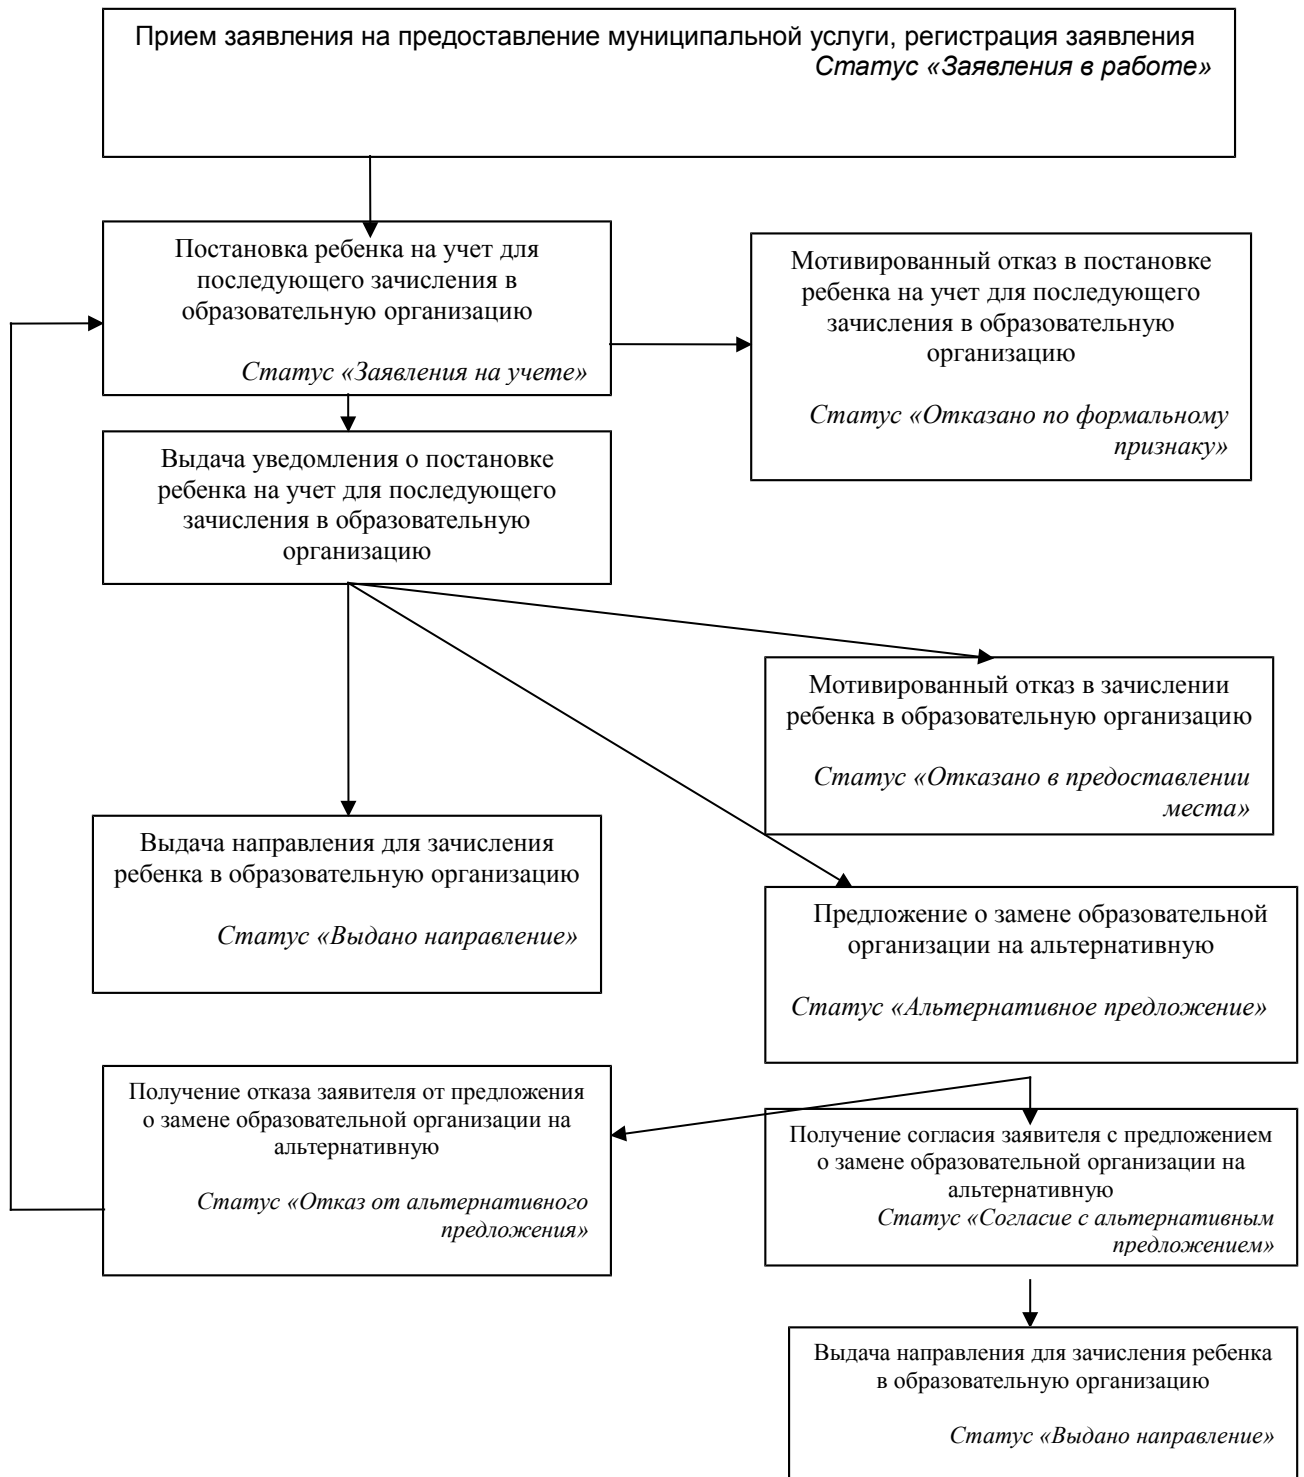 Прием заявления на предоставление муниципальной услуги, регистрация заявления
Статус «Заявления в работе»
Постановка ребенка на учет для
последующего зачисления в
образовательную организацию
Статус «Заявления на учете»
Мотивированный отказ в постановке
ребенка на учет для последующего
зачисления в образовательную
организацию
Статус «Отказано по формальному
признаку»
Выдача уведомления о постановке
ребенка на учет для последующего
зачисления в образовательную
организацию
Мотивированный отказ в зачислении
ребенка в образовательную организацию
Статус «Отказано в предоставлении
места»
Выдача направления для зачисления
ребенка в образовательную организацию
Статус «Выдано направление»
Предложение о замене образовательной
организации на альтернативную
Статус «Альтернативное предложение»
Получение отказа заявителя от предложения
о замене образовательной организации на
альтернативную
Статус «Отказ от альтернативного
предложения»
Получение согласия заявителя с предложением
о замене образовательной организации на
альтернативную
Статус «Согласие с альтернативным
предложением»
Выдача направления для зачисления ребенка
в образовательную организацию
Статус «Выдано направление»